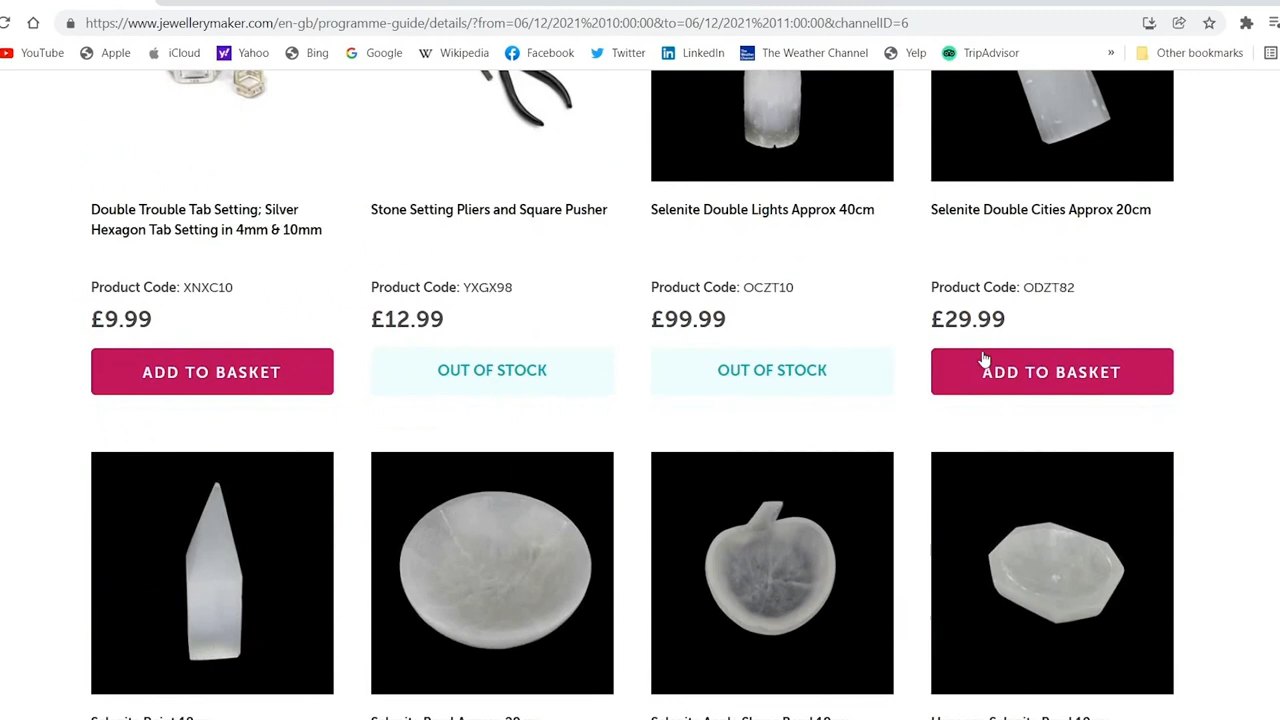 https://www.jewellerymaker.com/en-gb/programme-guide/details/?from=06/12/2021%2010:00:00&to=06/12/2021%2011:00:00&channelID=6
YouTube Apple iCloud Yahoo Bing Google Wikipedia Facebook Twitter LinkedIn The Weather Channel Yelp TripAdvisor » Other bookmarks
Double Trouble Tab Setting; Silver
Hexagon Tab Setting in 4mm & 10mm
Stone Setting Pliers and Square Pusher
Selenite Double Lights Approx 40cm
Selenite Double Cities Approx 20cm
Product Code: XNXC10
Product Code: YXGX98
Product Code: OCZT10
Product Code: ODZT82
£9.99
£12.99
£99.99
£29.99
ADD TO BASKET
OUT OF STOCK
OUT OF STOCK
ADD TO BASKET